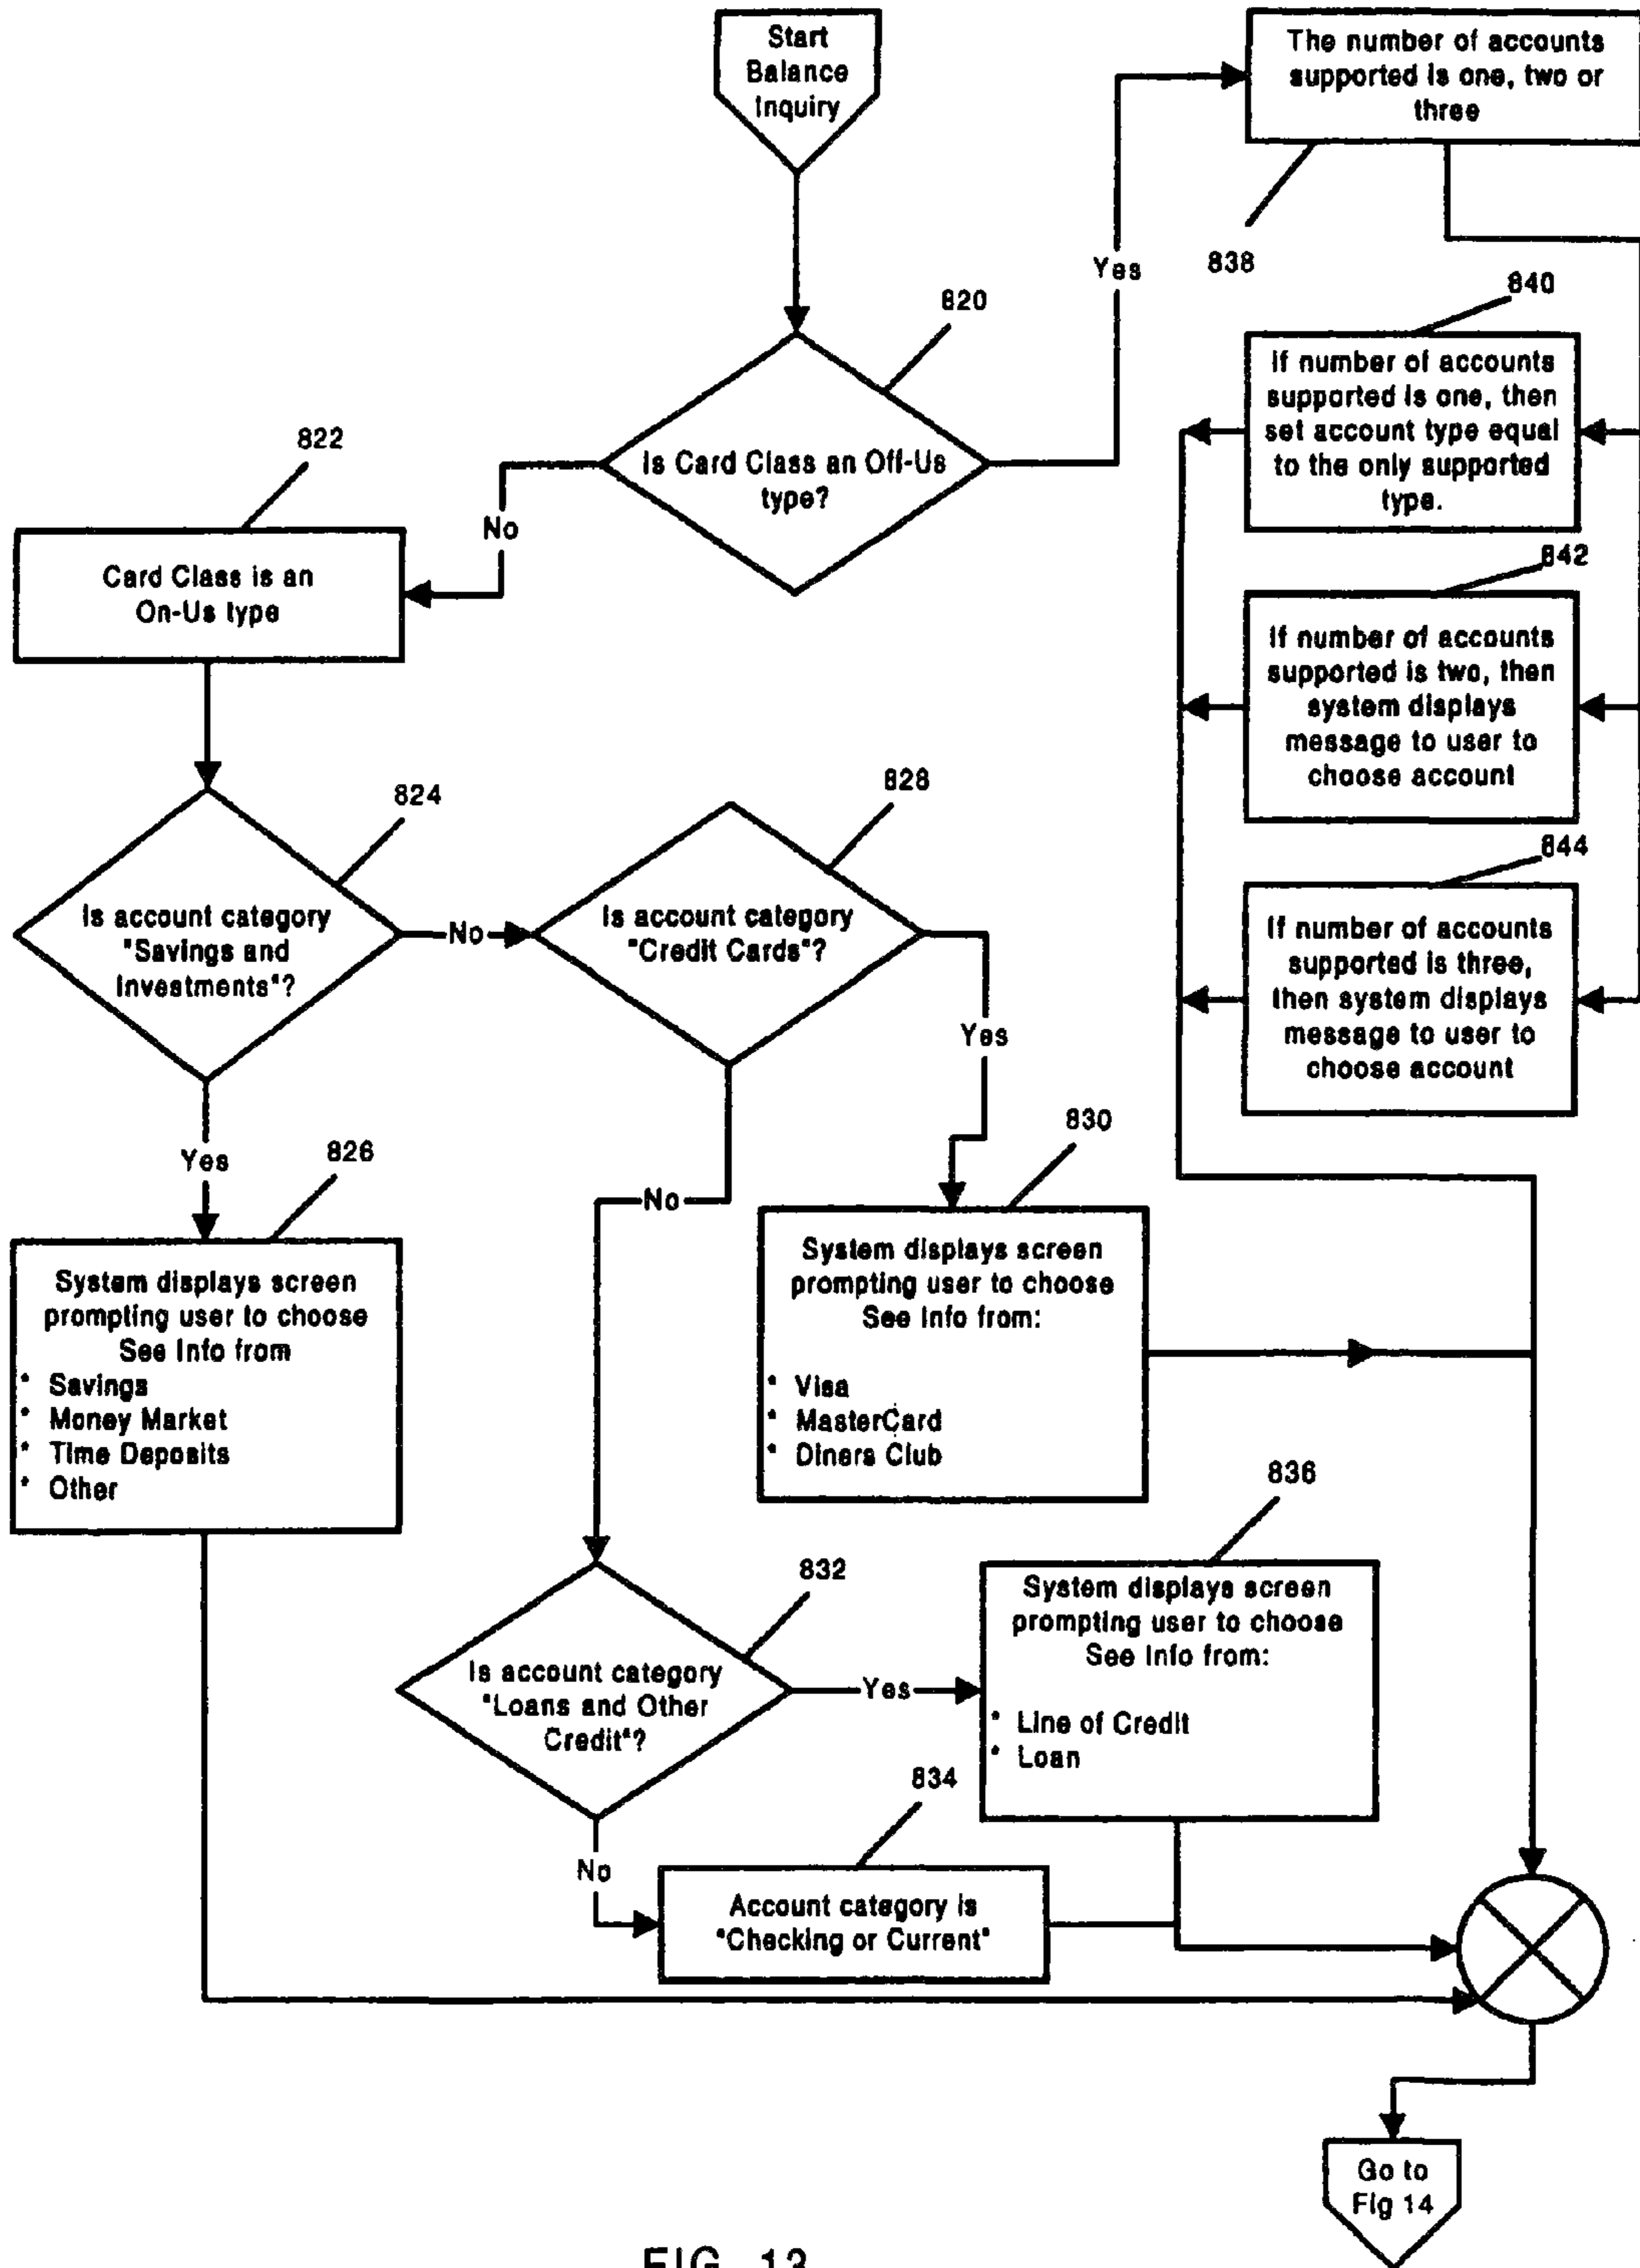 Start
Balance
Inquiry
The number of accounts
supported is one, two or
three
838
Yes
820
Is Card Class an Off-Us
type?
No
822
Card Class is an
On-Us type
840
If number of accounts
supported is one, then
set account type equal
to the only supported
type.
842
If number of accounts
supported is two, then
system displays
message to user to
choose account
844
If number of accounts
supported is three,
then system displays
message to user to
choose account
824
Is account category
"Savings and
Investments"?
No
828
Is account category
"Credit Cards"?
Yes
Yes
No
826
System displays screen
prompting user to choose
See Info from
* Savings
* Money Market
* Time Deposits
* Other
830
System displays screen
prompting user to choose
See Info from:
* Visa
* MasterCard
* Diners Club
832
Is account category
"Loans and Other
Credit"?
Yes
No
836
System displays screen
prompting user to choose
See Info from:
* Line of Credit
* Loan
834
Account category is
"Checking or Current"
Go to
Fig 14
FIG. 13